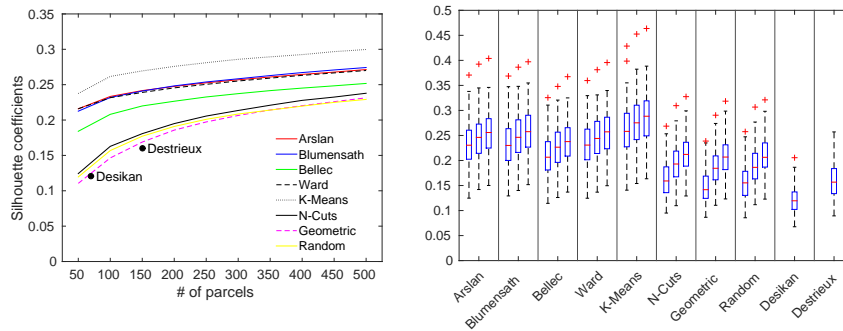 0.35
0.3
0.25
0.2
0.15
0.1
0.05
0
Silhouette coefficients
Destrieux
Desikan
Arslan
Blumensath
Bellec
Ward
K-Means
N-Cuts
Geometric
Random
50 100 150 200 250 300 350 400 450 500
# of parcels
0.5
0.45
0.4
0.35
0.3
0.25
0.2
0.15
0.1
0.05
0
Arslan
Blumensath
Bellec
Ward
K-Means
N-Cuts
Geometric
Random
Desikan
Destrieux